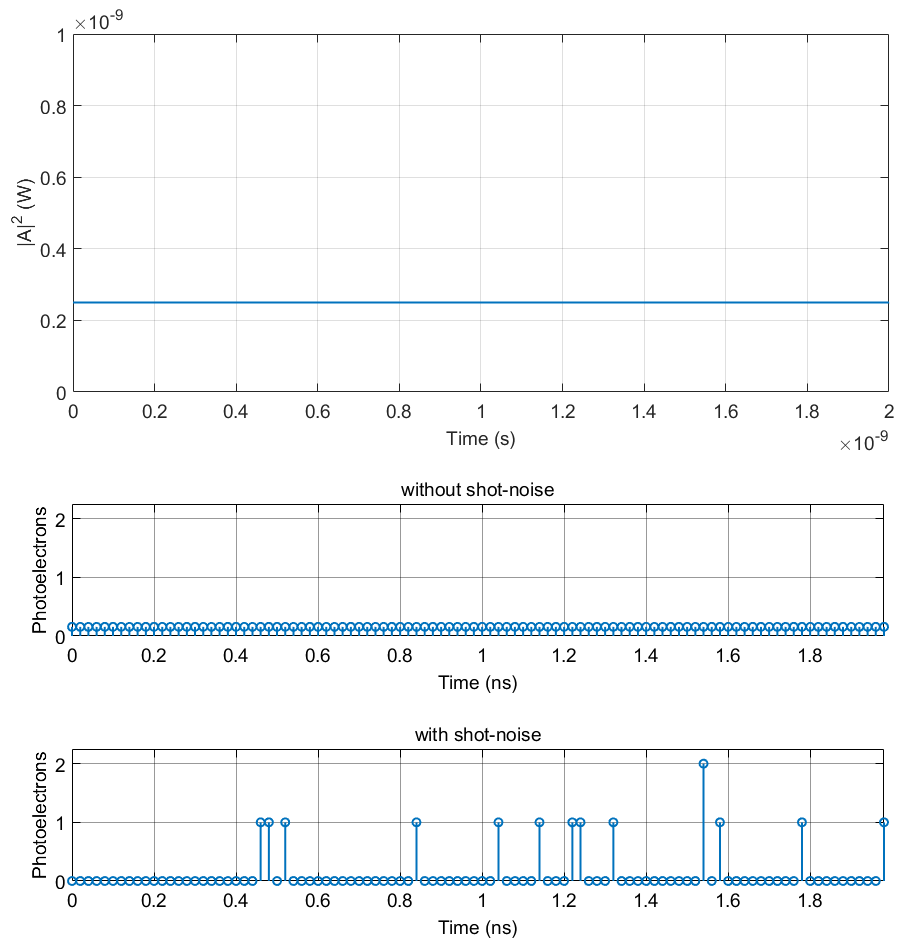 ×10^-9
1
0.8
0.6
0.4
0.2
0
|A|^2 (W)
0 0.2 0.4 0.6 0.8 1 1.2 1.4 1.6 1.8 2
Time (s)
×10^-9
without shot-noise
2
1
0
Photoelectrons
0 0.2 0.4 0.6 0.8 1 1.2 1.4 1.6 1.8
Time (ns)
with shot-noise
2
1
0
Photoelectrons
0 0.2 0.4 0.6 0.8 1 1.2 1.4 1.6 1.8
Time (ns)